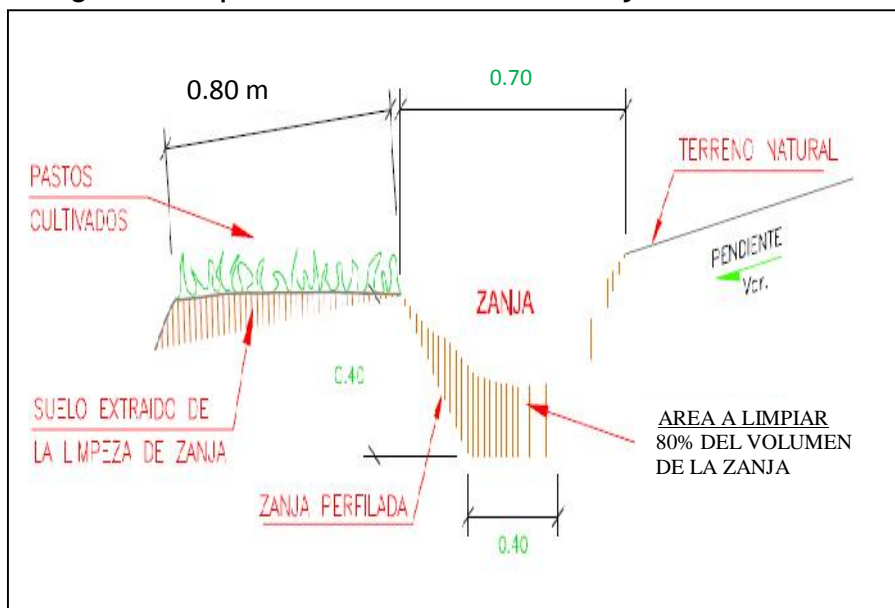 0.80 m
0.70
TERRENO NATURAL
PASTOS
CULTIVADOS
PENDIENTE
Var.
ZANJA
0.40
SUELO EXTRAIDO DE
LA LIMPEZA DE ZANJA
AREA A LIMPIAR
80% DEL VOLUMEN
DE LA ZANJA
ZANJA PERFILADA
0.40